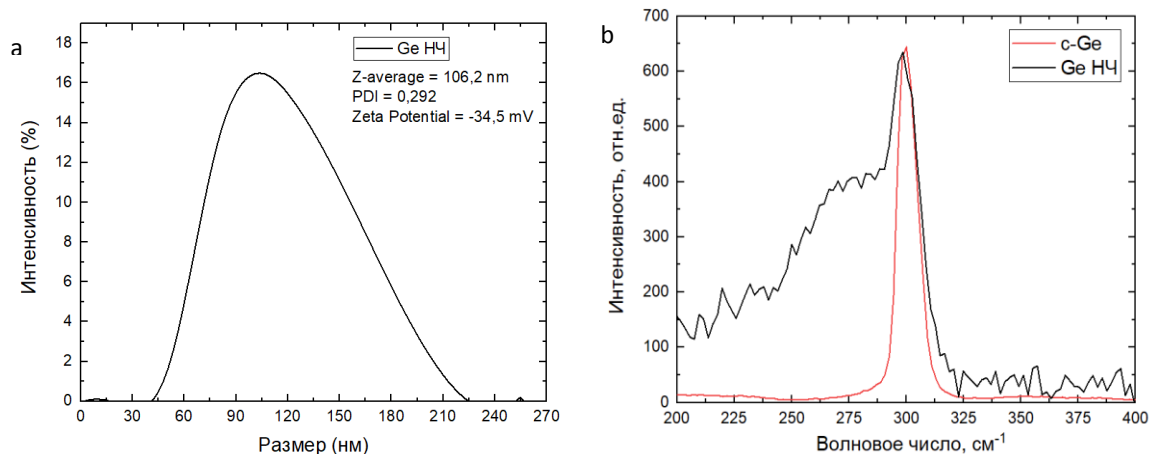 a
Ge НЧ
Z-average = 106,2 nm
PDI = 0,292
Zeta Potential = -34,5 mV
Интенсивность (%)
18
16
14
12
10
8
6
4
2
0
0 30 60 90 120 150 180 210 240 270
Размер (нм)
b
c-Ge
Ge НЧ
Интенсивность, отн.ед.
700
650
600
500
400
300
200
100
50
0
200 225 250 275 300 325 350 375 400
Волновое число, см⁻¹